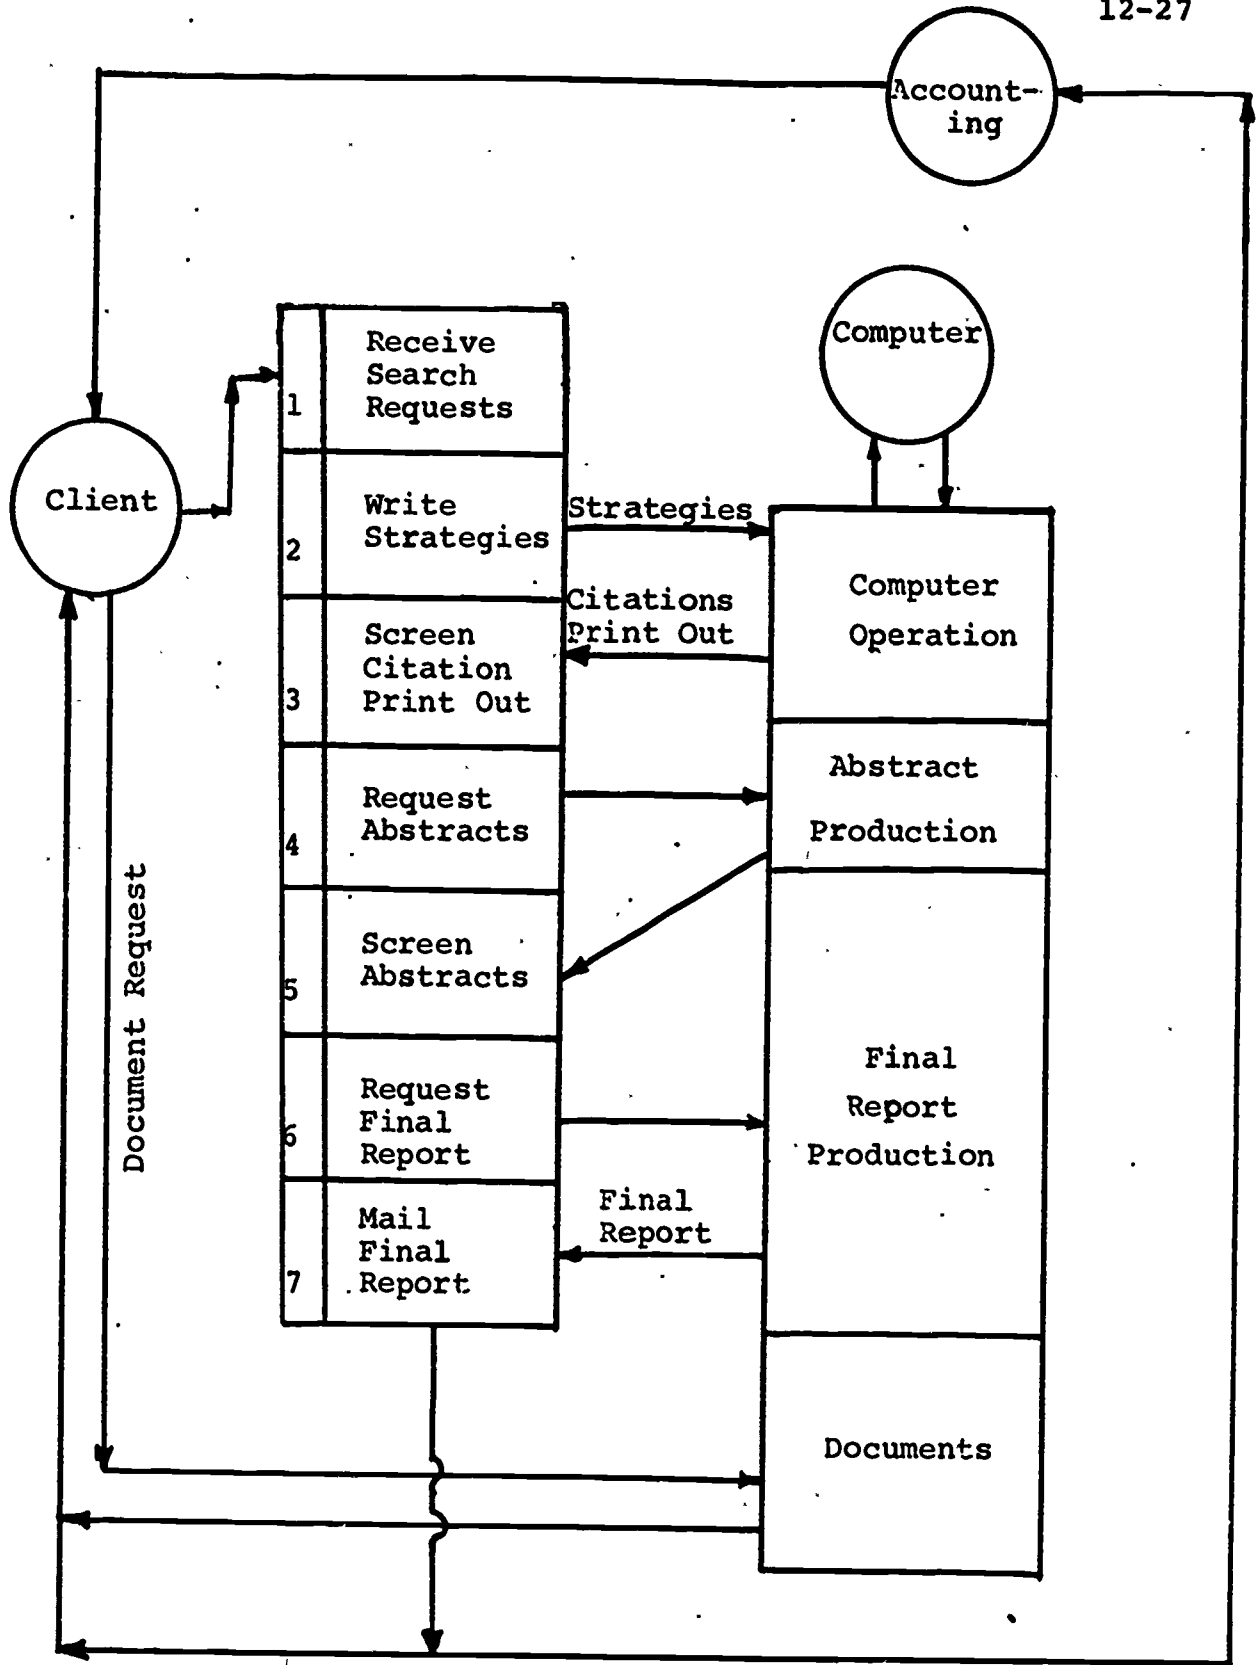 12-27
Account-
ing
Computer
Client
1
Receive
Search
Requests
2
Write
Strategies
Strategies
Citations
Print Out
3
Screen
Citation
Print Out
4
Request
Abstracts
5
Screen
Abstracts
6
Request
Final
Report
7
Mail
Final
Report
Computer
Operation
Abstract
Production
Final
Report
Production
Final
Report
Documents
Document Request